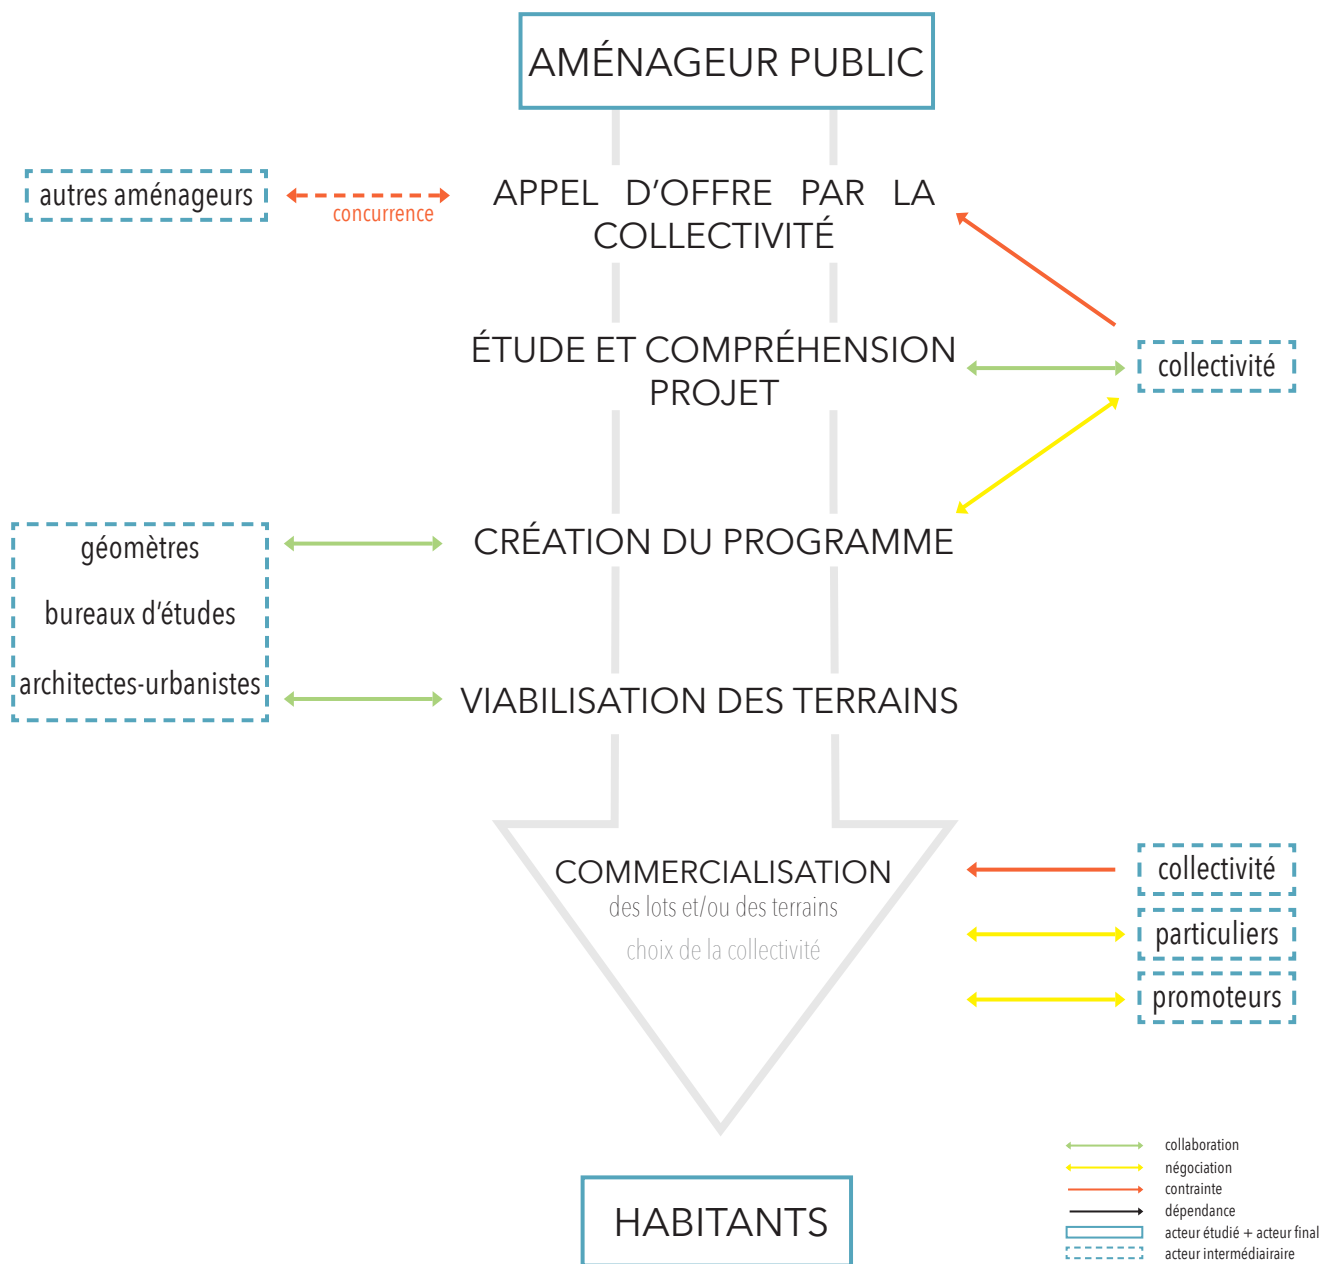 AMÉNAGEUR PUBLIC
autres aménageurs
concurrence
APPEL D'OFFRE PAR LA
COLLECTIVITÉ
ÉTUDE ET COMPRÉHENSION
PROJET
collectivité
géomètres
bureaux d'études
architectes-urbanistes
CRÉATION DU PROGRAMME
VIABILISATION DES TERRAINS
COMMERCIALISATION
des lots et/ou des terrains
choix de la collectivité
collectivité
particuliers
promoteurs
HABITANTS
collaboration
négociation
contrainte
dépendance
acteur étudié + acteur final
acteur intermédiairaire